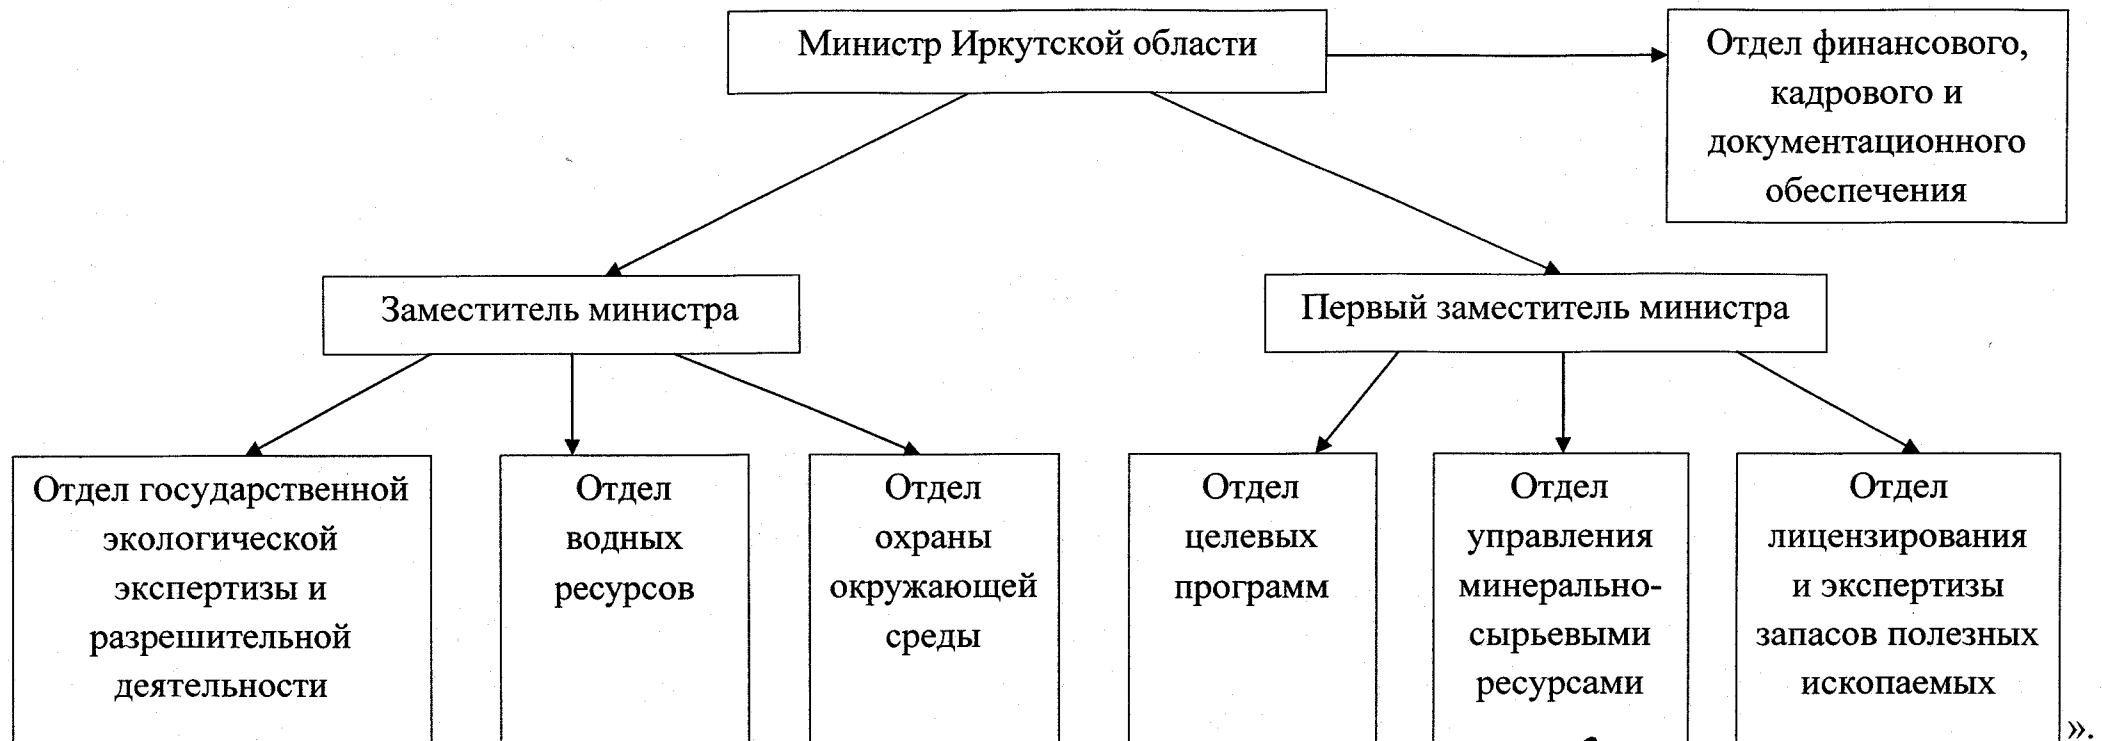 Министр Иркутской области
Отдел финансового,
кадрового и
документационного
обеспечения
Заместитель министра
Первый заместитель министра
Отдел государственной
экологической
экспертизы и
разрешительной
деятельности
Отдел
водных
ресурсов
Отдел
охраны
окружающей
среды
Отдел
целевых
программ
Отдел
управления
минерально-
сырьевыми
ресурсами
Отдел
лицензирования
и экспертизы
запасов полезных
ископаемых
».